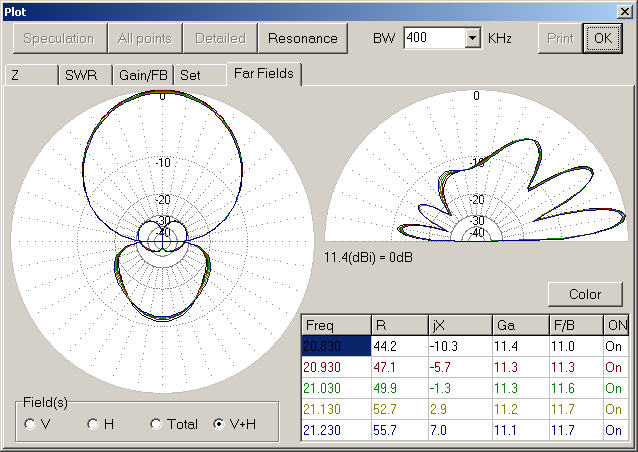 Plot
Speculation All points Detailed Resonance BW 400 KHz Print OK
Z SWR Gain/FB Set Far Fields
0 0
-10 -10
-20 -20
-30 -30
-40 -40
11.4(dBi) = 0dB
Color
Freq R jX Ga F/B ON
20.830 44.2 -10.3 11.4 11.0 On
20.930 47.1 -5.7 11.3 11.3 On
21.030 49.9 -1.3 11.3 11.6 On
21.130 52.7 2.9 11.2 11.7 On
21.230 55.7 7.0 11.1 11.7 On
Field(s)
V H Total V+H